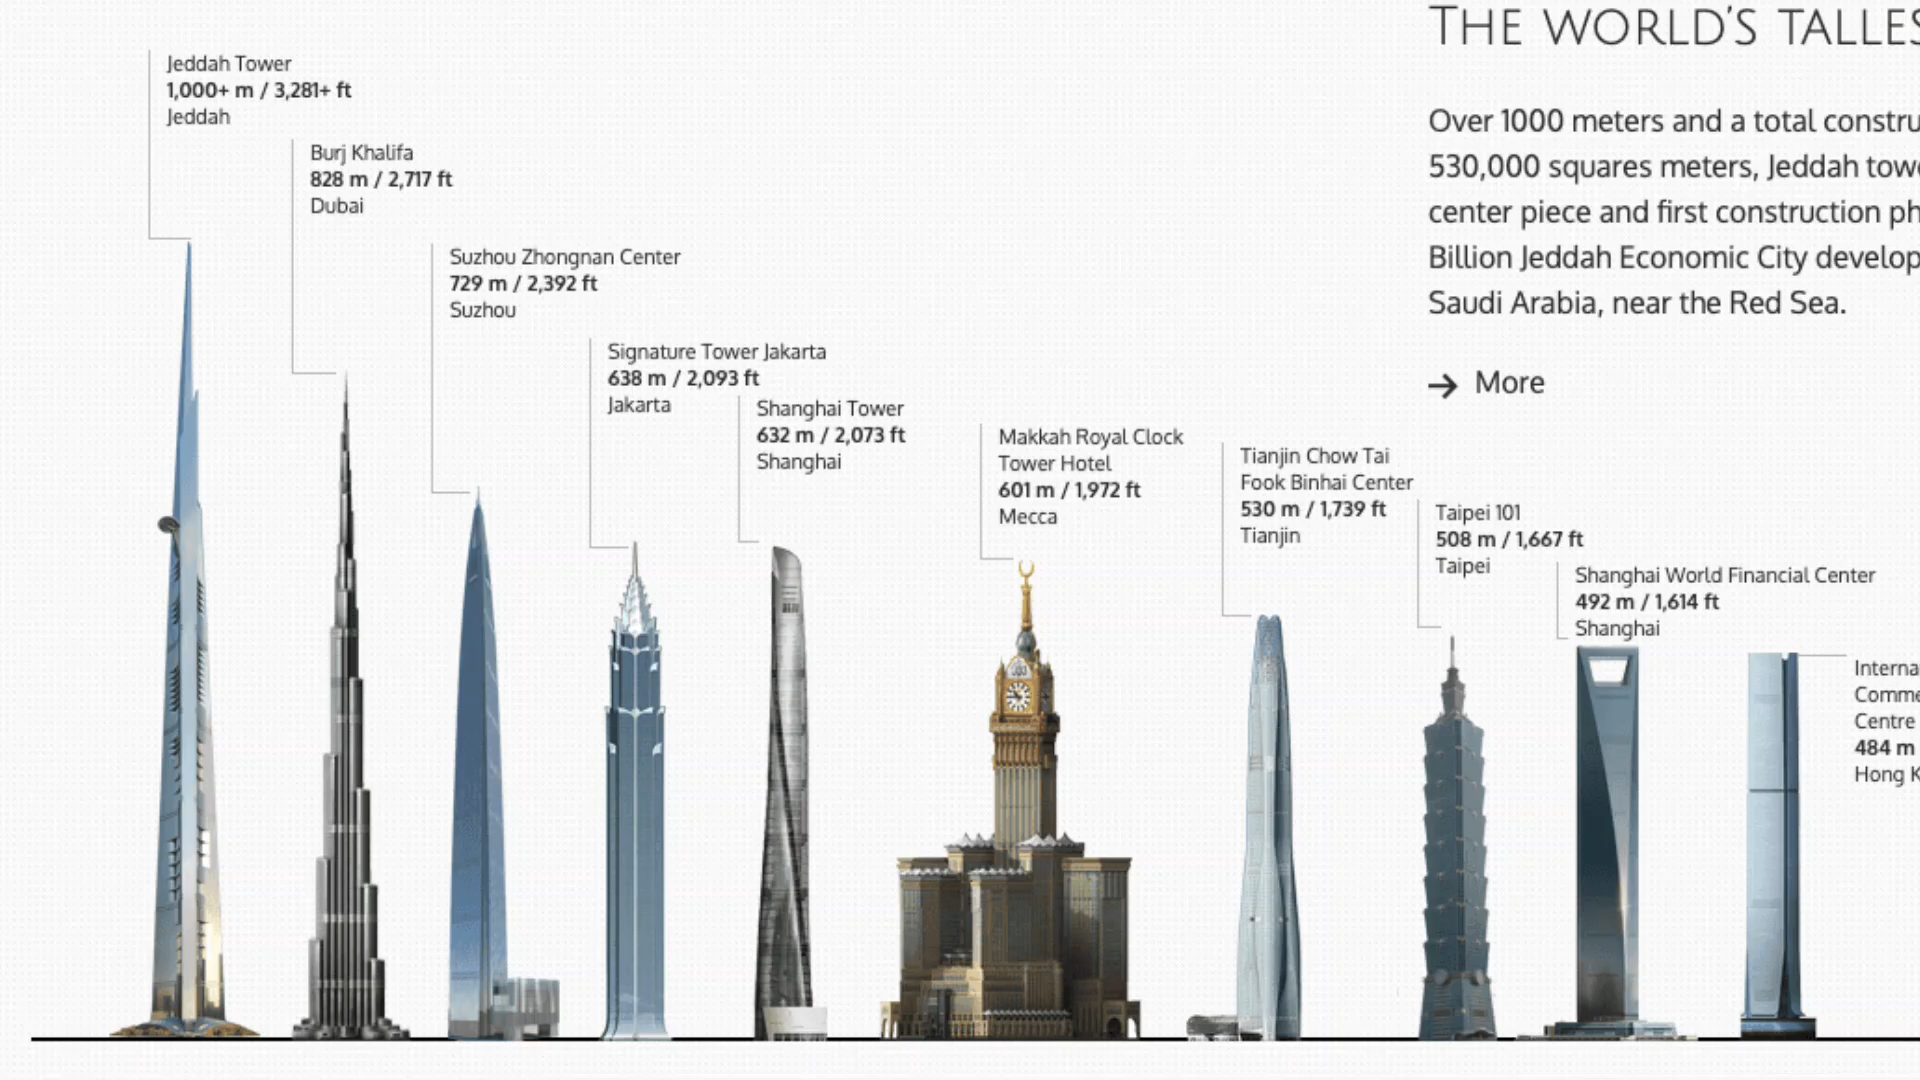 THE WORLD'S TALLES
Over 1000 meters and a total constru
530,000 squares meters, Jeddah tow
center piece and first construction ph
Billion Jeddah Economic City develop
Saudi Arabia, near the Red Sea.
→ More
Jeddah Tower
1,000+ m / 3,281+ ft
Jeddah
Burj Khalifa
828 m / 2,717 ft
Dubai
Suzhou Zhongnan Center
729 m / 2,392 ft
Suzhou
Signature Tower Jakarta
638 m / 2,093 ft
Jakarta
Shanghai Tower
632 m / 2,073 ft
Shanghai
Makkah Royal Clock
Tower Hotel
601 m / 1,972 ft
Mecca
Tianjin Chow Tai
Fook Binhai Center
530 m / 1,739 ft
Tianjin
Taipei 101
508 m / 1,667 ft
Taipei
Shanghai World Financial Center
492 m / 1,614 ft
Shanghai
Interna
Comme
Centre
484 m
Hong K